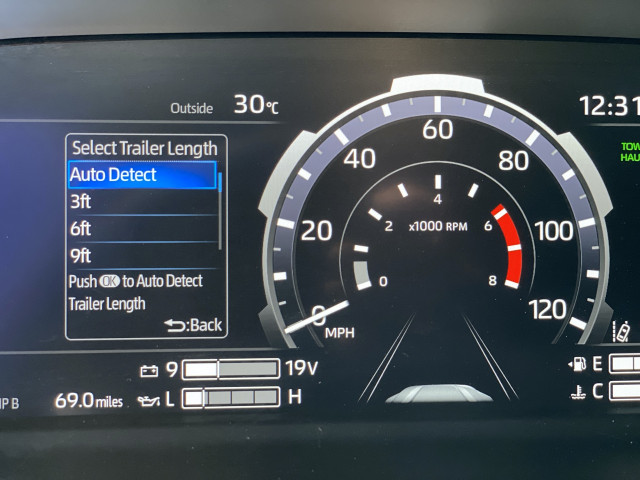 Outside 30°C
12:31
TOW
HAU
Select Trailer Length
Auto Detect
3ft
6ft
9ft
Push OK to Auto Detect
Trailer Length
:Back
0 20 40 60 80 100 120
MPH
0 2 4 6 8
x1000 RPM
9 19V
L H
IP B 69.0 miles
E
C